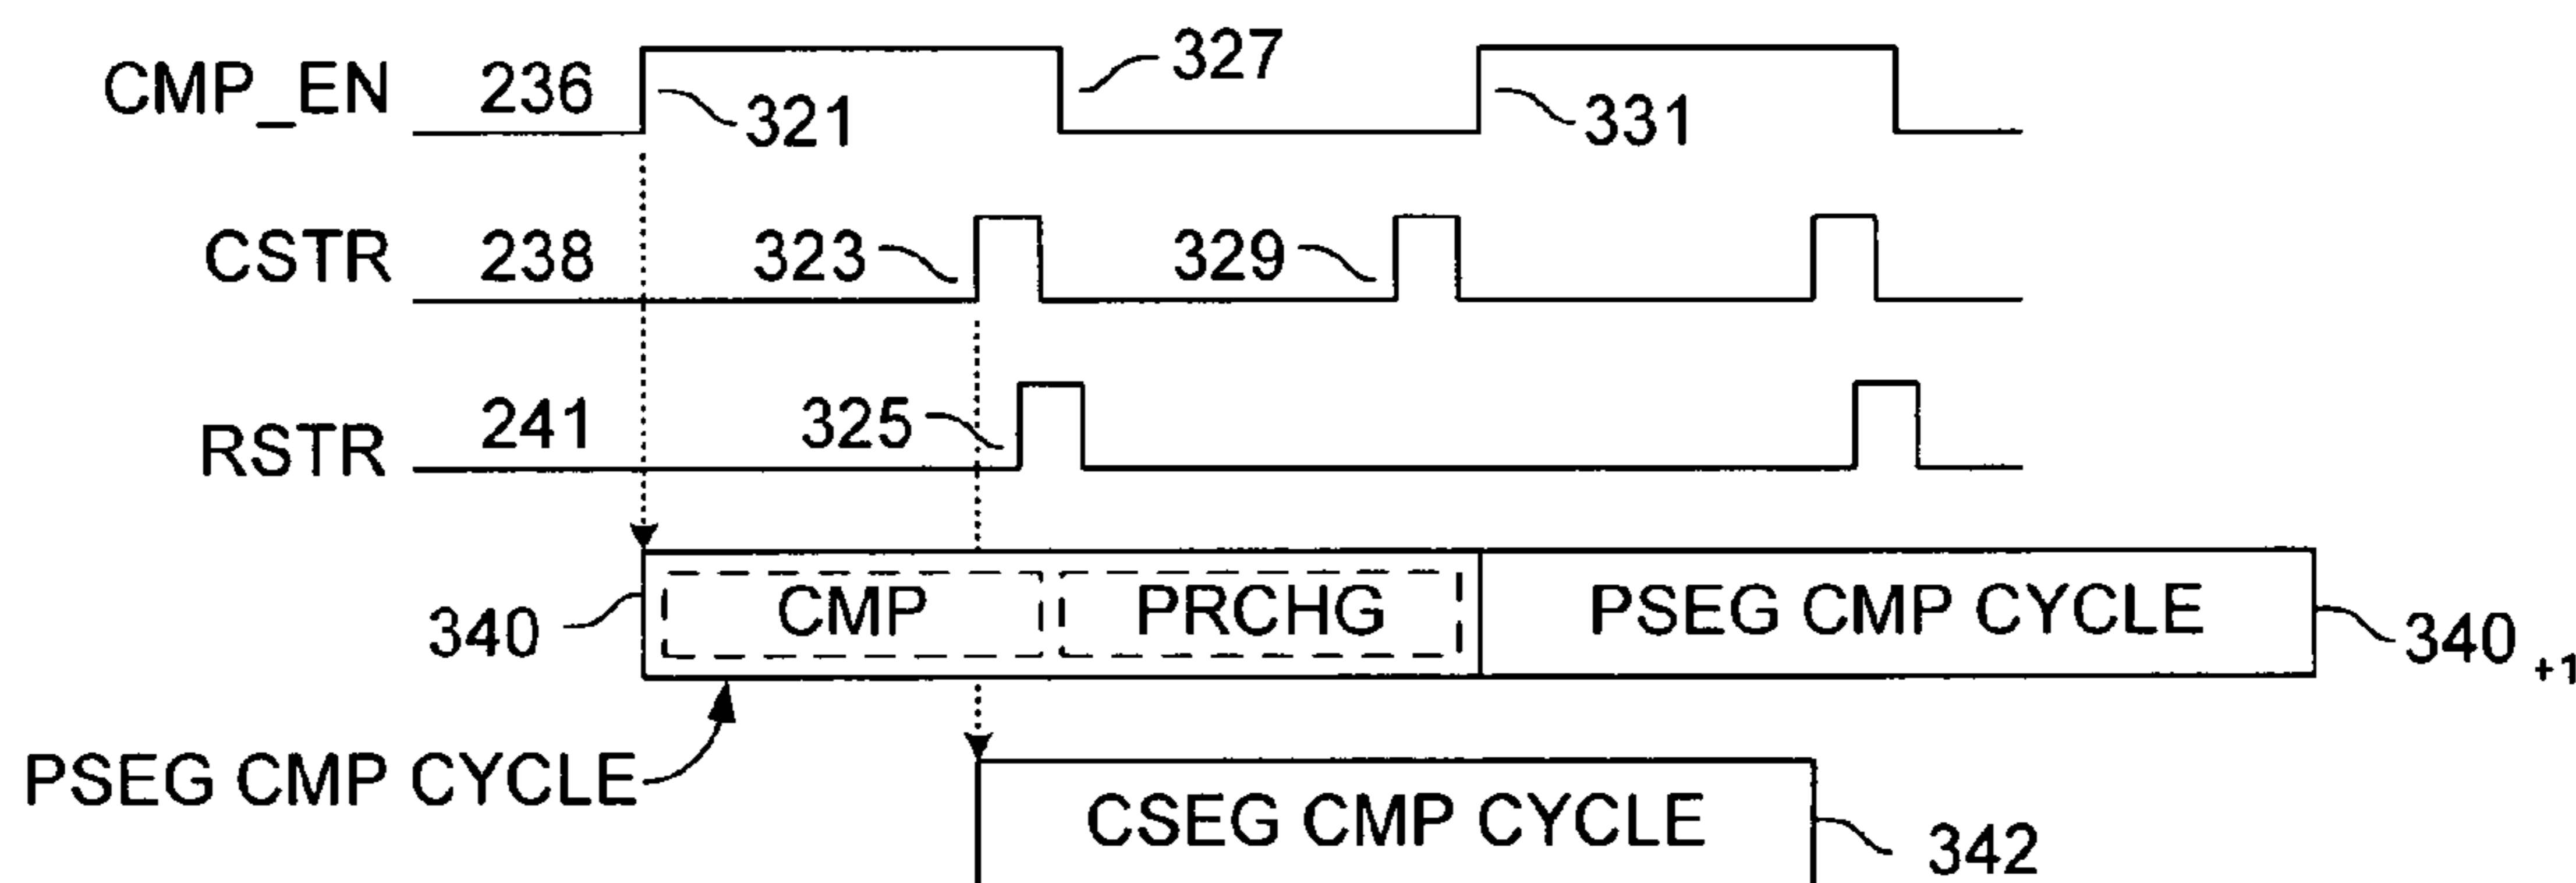 CMP_EN 236 321 327 331
CSTR 238 323 329
RSTR 241 325
340 CMP PRCHG PSEG CMP CYCLE 340 +1
PSEG CMP CYCLE
CSEG CMP CYCLE 342